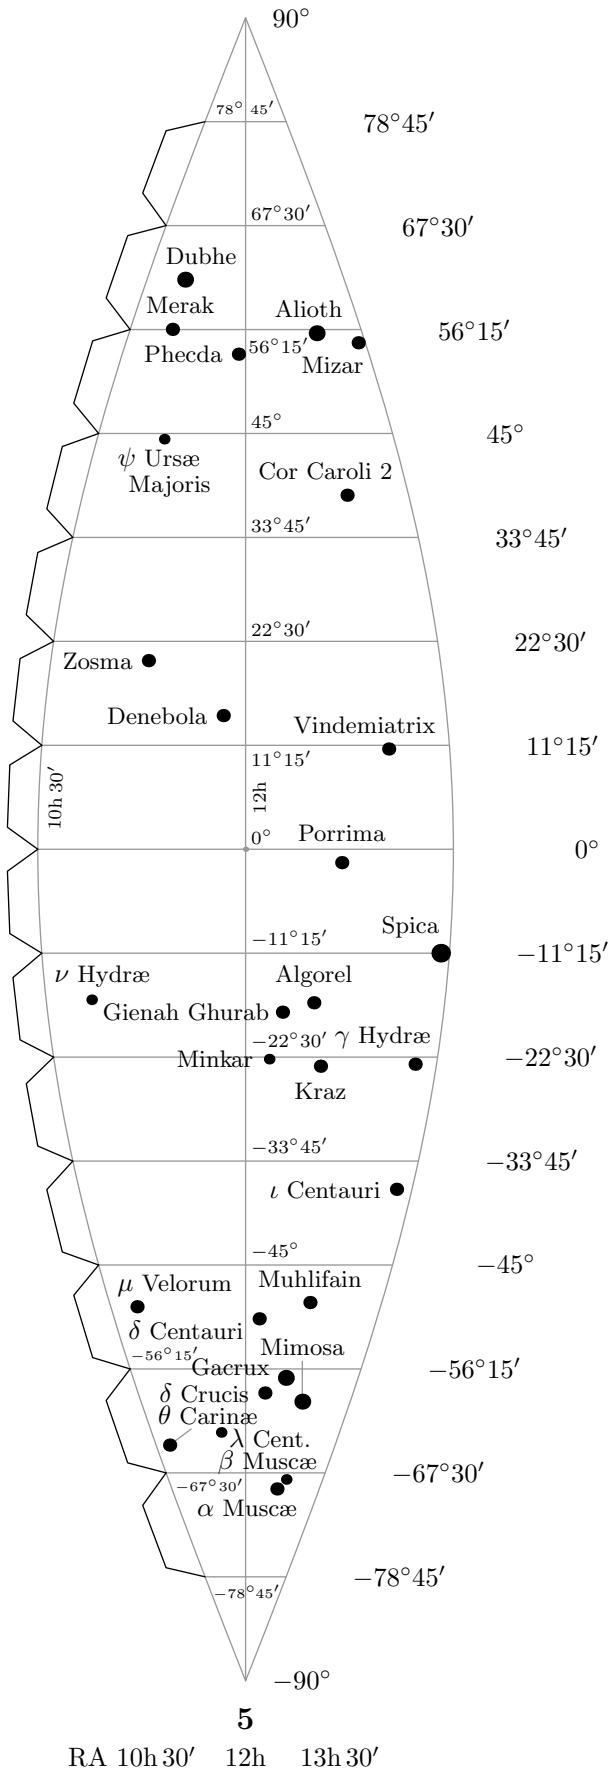 90°
78° 45′
78°45′
67°30′
67°30′
Dubhe
Merak
Alioth
56°15′
Phecda
56°15′
Mizar
45°
45°
ψ Ursæ
Majoris
Cor Caroli 2
33°45′
33°45′
22°30′
22°30′
Zosma
Denebola
Vindemiatrix
11°15′
11°15′
10h 30′
12h
Porrima
0°
0°
Spica
−11°15′
−11°15′
ν Hydræ
Algorel
Gienah Ghurab
−22°30′
γ Hydræ
Minkar
−22°30′
Kraz
−33°45′
−33°45′
ι Centauri
−45°
−45°
μ Velorum
Muhlifain
δ Centauri
Mimosa
−56°15′
Gacrux
−56°15′
δ Crucis
θ Carinæ
λ Cent.
β Muscæ
−67°30′
−67°30′
α Muscæ
−78°45′
−78°45′
−90°
5
RA 10h 30′ 12h 13h 30′